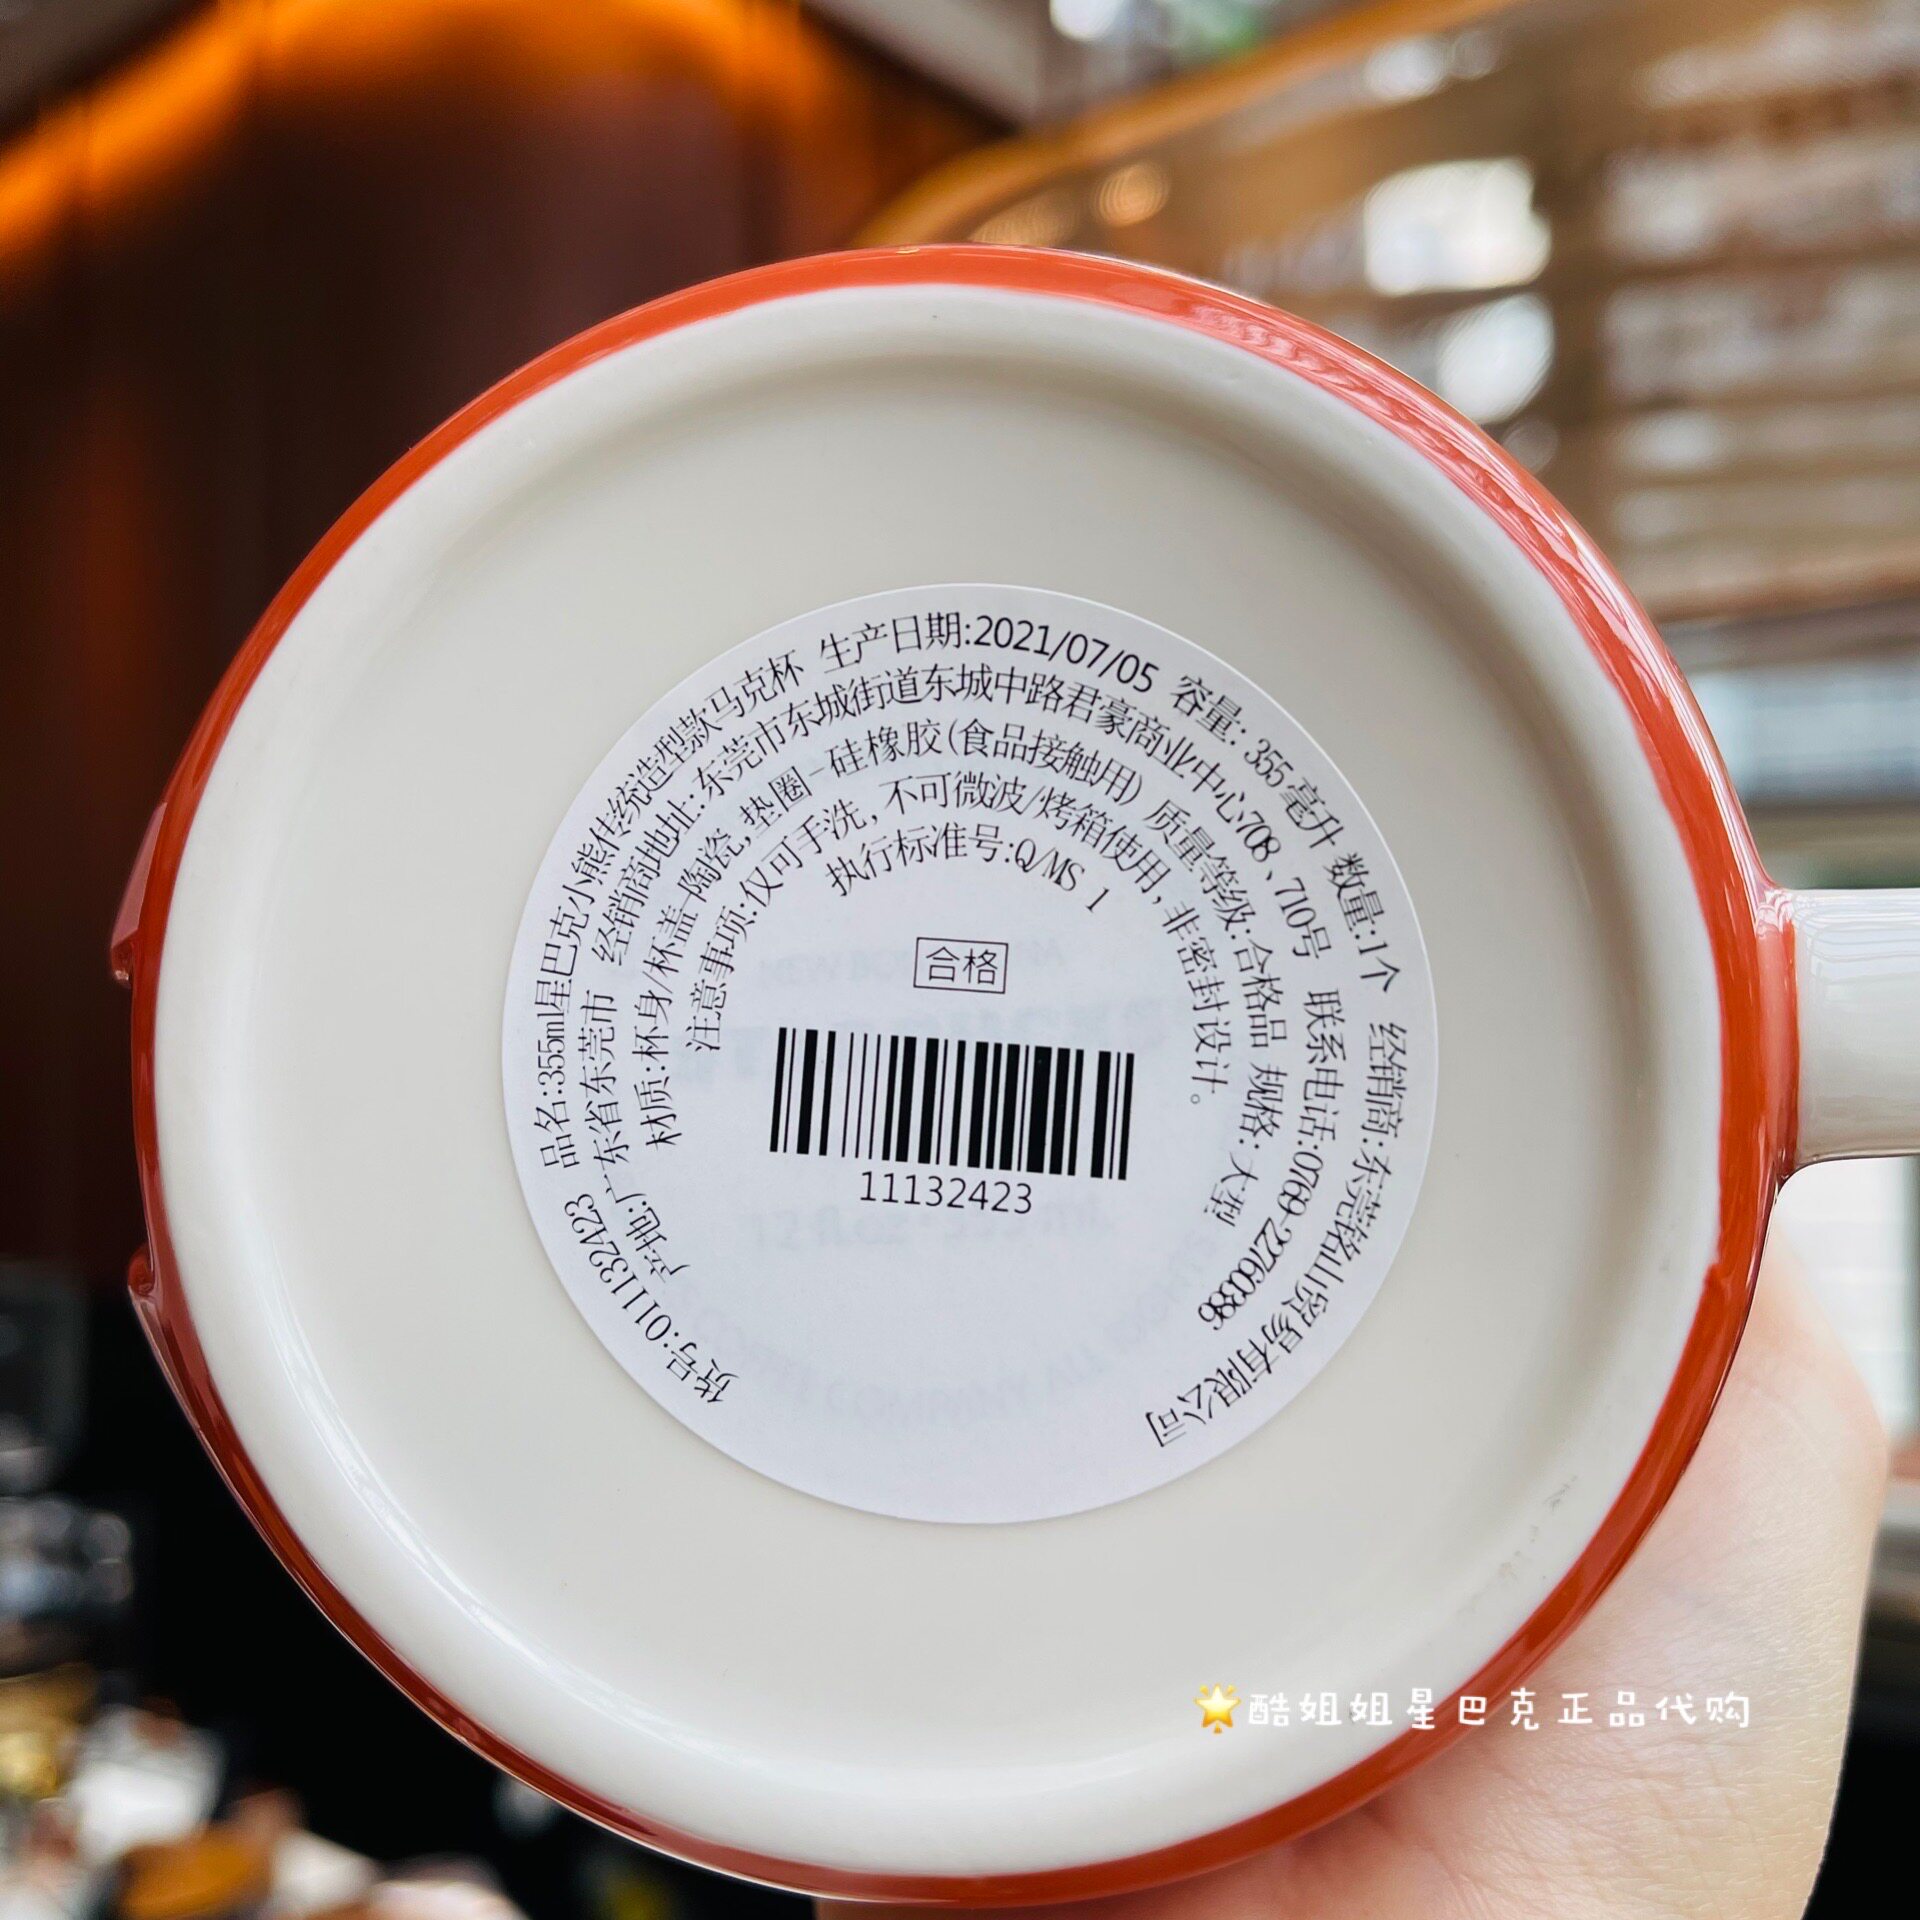 货号:011132423 品名:355ml星巴克小熊传统造型款马克杯 生产日期:2021/07/05 容量:355毫升 数量:1个 经销商:东莞铭山贸易有限公司
产地:广东省东莞市 经销商地址:东莞市东城街道东城中路君豪商业中心708、710号 联系电话:0769-22760386
材质:杯身/杯盖-陶瓷,垫圈-硅橡胶(食品接触用) 质量等级:合格品 规格:大型
注意事项:仅可手洗，不可微波/烤箱使用，非密封设计。
执行标准号:Q/MS 1
合格
11132423
酷姐姐星巴克正品代购